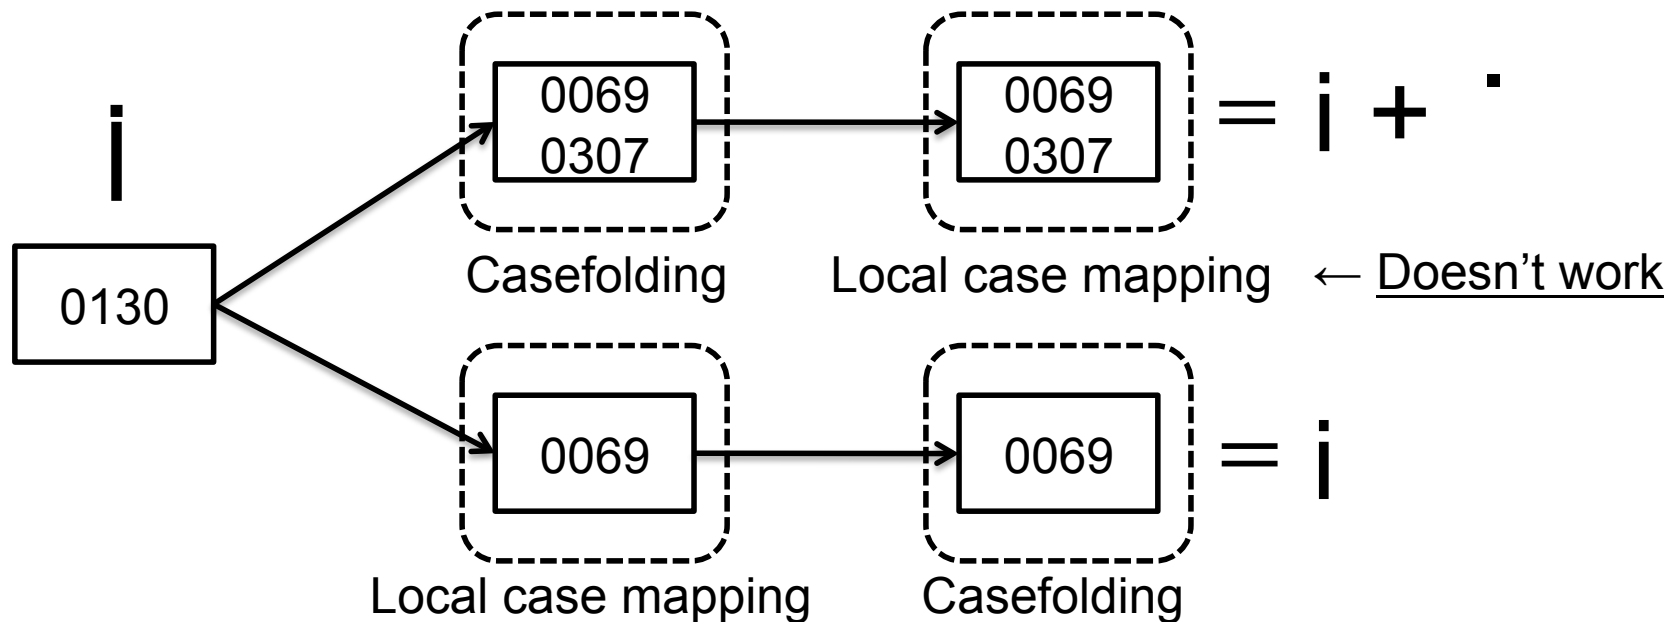 İ
0130
0069
0307
Casefolding
0069
0307
= i + ˙
Local case mapping ← Doesn’t work
0069
Local case mapping
0069
Casefolding
= i